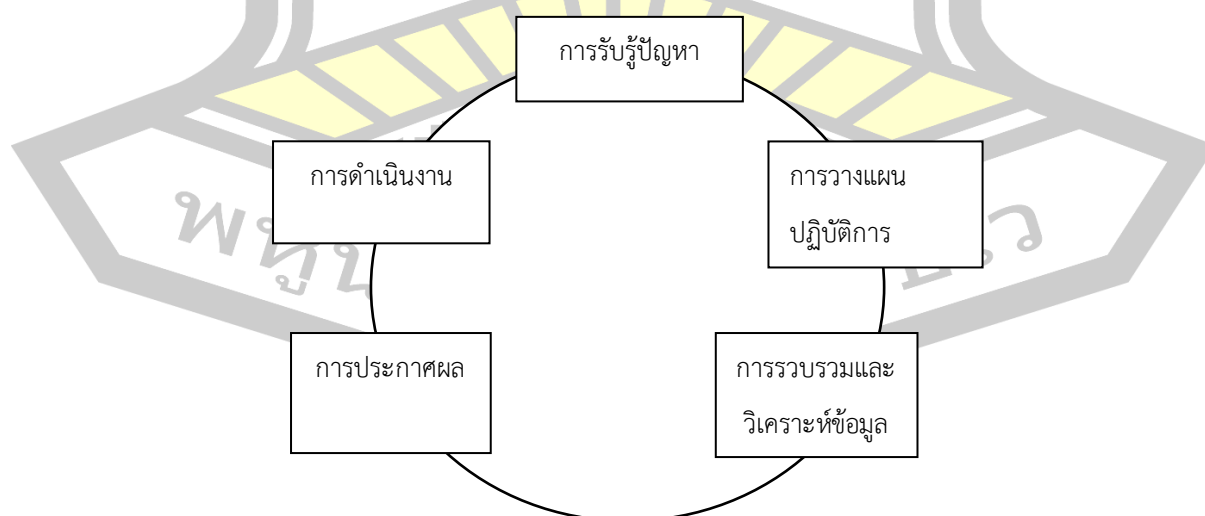 การรับรู้ปัญหา
การดำเนินงาน
การวางแผน
ปฏิบัติการ
การประกาศผล
การรวบรวมและ
วิเคราะห์ข้อมูล